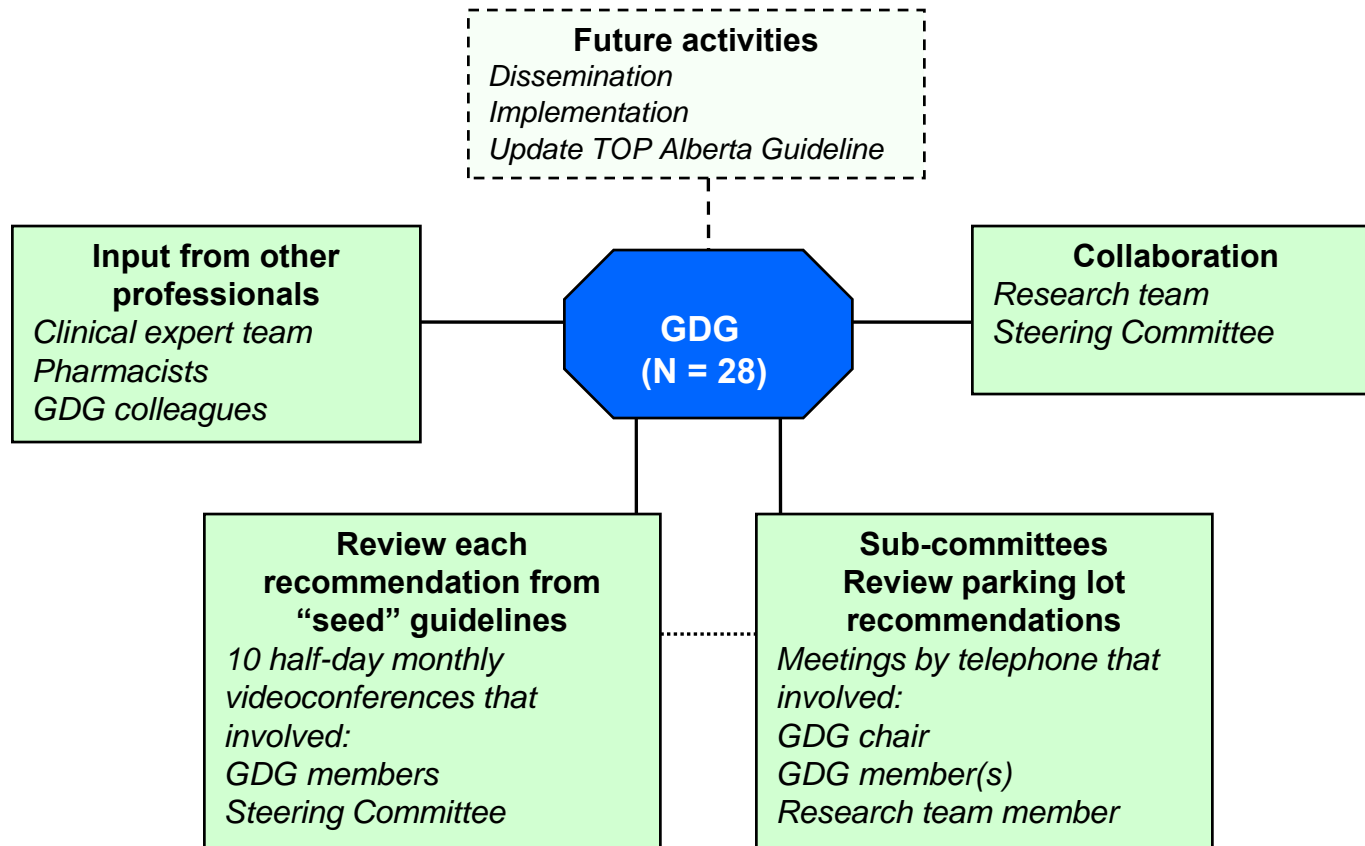 Future activities
Dissemination
Implementation
Update TOP Alberta Guideline
Input from other
professionals
Clinical expert team
Pharmacists
GDG colleagues
GDG
(N = 28)
Collaboration
Research team
Steering Committee
Review each
recommendation from
“seed” guidelines
10 half-day monthly
videoconferences that
involved:
GDG members
Steering Committee
Sub-committees
Review parking lot
recommendations
Meetings by telephone that
involved:
GDG chair
GDG member(s)
Research team member